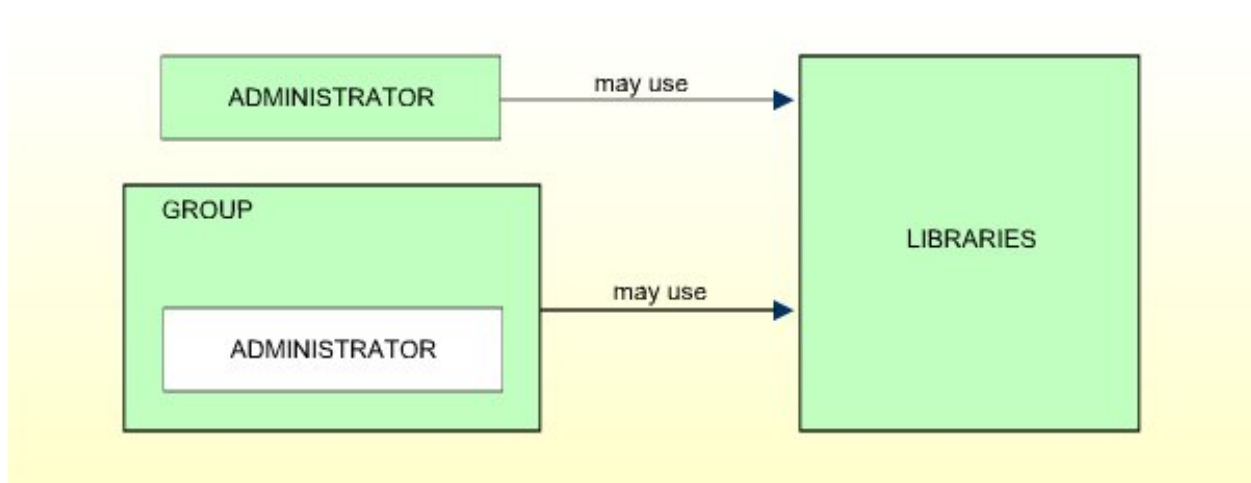 ADMINISTRATOR
may use
GROUP
LIBRARIES
may use
ADMINISTRATOR